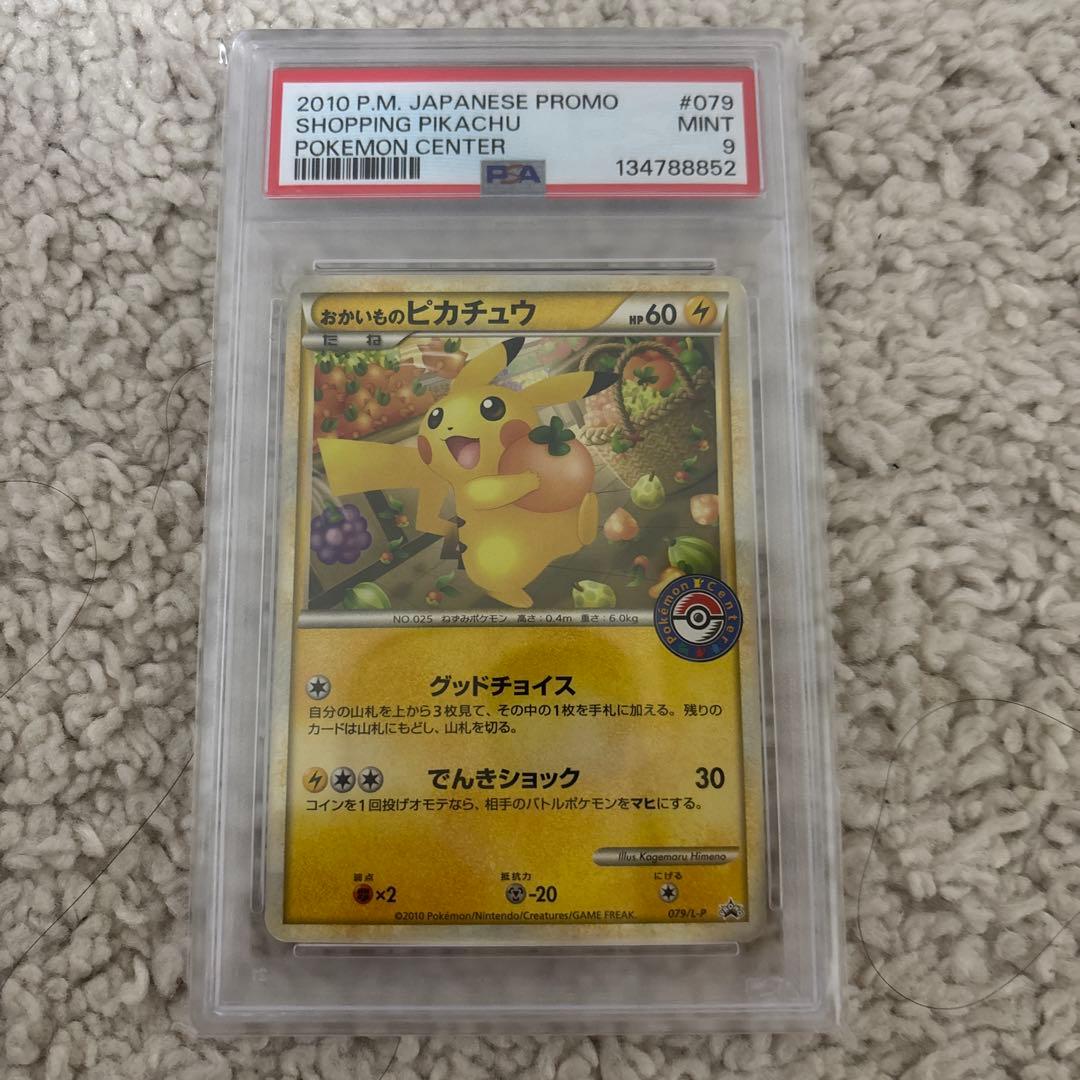 2010 P.M. JAPANESE PROMO #079
SHOPPING PIKACHU MINT
POKEMON CENTER 9
PSA 134788852
おかいものピカチュウ HP60
たね
NO.025 ねずみポケモン 高さ:0.4m 重さ:6.0kg
Pokémon Center
グッドチョイス
自分の山札を上から3枚見て、その中の1枚を手札に加える。残りの
カードは山札にもどし、山札を切る。
でんきショック 30
コインを1回投げオモテなら、相手のバトルポケモンをマヒにする。
Illus. Kagemaru Himeno
弱点 抵抗力 にげる
×2 -20
©2010 Pokémon/Nintendo/Creatures/GAME FREAK. 079/L-P